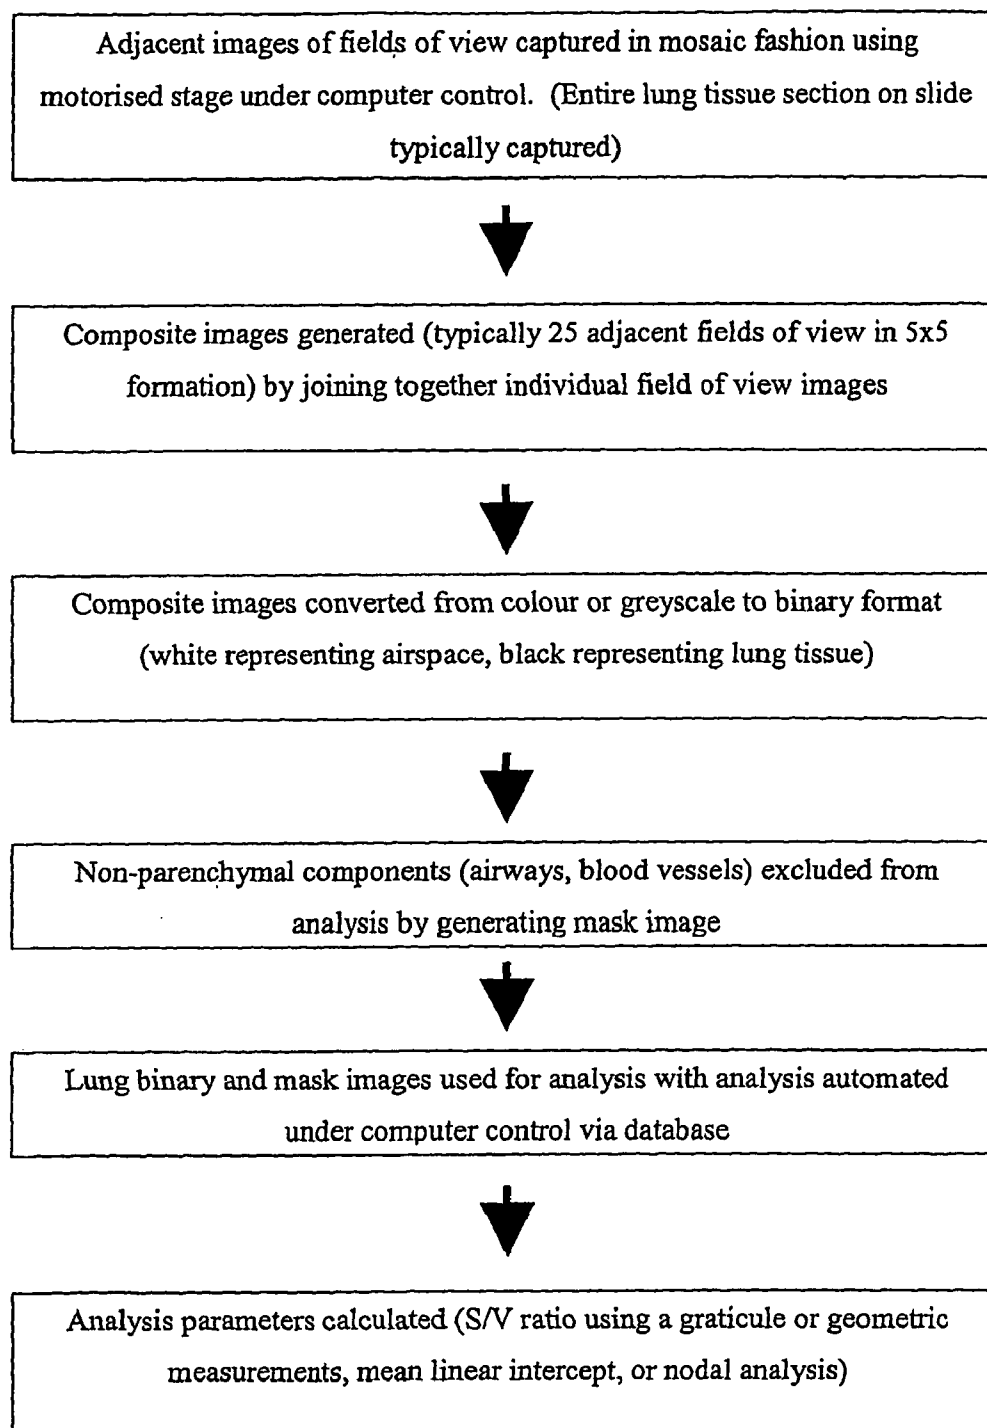 Adjacent images of fields of view captured in mosaic fashion using
motorised stage under computer control. (Entire lung tissue section on slide
typically captured)
Composite images generated (typically 25 adjacent fields of view in 5x5
formation) by joining together individual field of view images
Composite images converted from colour or greyscale to binary format
(white representing airspace, black representing lung tissue)
Non-parenchymal components (airways, blood vessels) excluded from
analysis by generating mask image
Lung binary and mask images used for analysis with analysis automated
under computer control via database
Analysis parameters calculated (S/V ratio using a graticule or geometric
measurements, mean linear intercept, or nodal analysis)